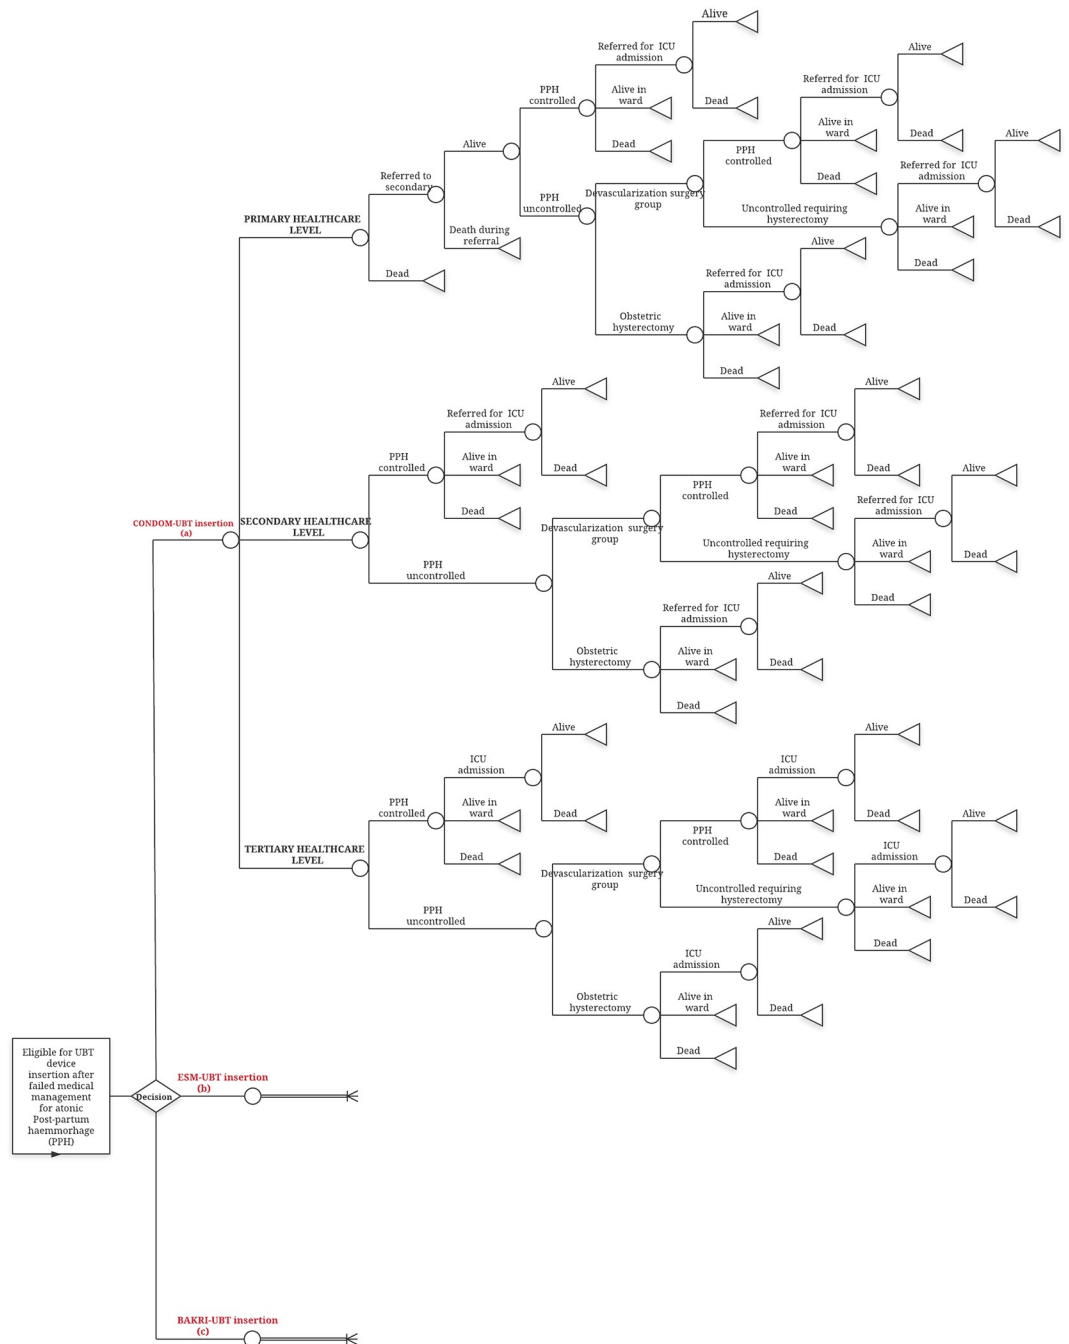 Alive
Referred for ICU
admission
Dead
PPH
controlled
Alive in
ward
Dead
Alive
Referred for ICU
admission
Dead
Alive in
ward
PPH
controlled
Dead
Alive
Referred for ICU
admission
Dead
Alive
Referred to
secondary
Devascularization surgery
group
PPH
uncontrolled
Uncontrolled requiring
hysterectomy
Alive in
ward
Dead
PRIMARY HEALTHCARE
LEVEL
Death during
referral
Dead
Alive
Referred for ICU
admission
Dead
Obstetric
hysterectomy
Alive in
ward
Dead
Alive
Referred for ICU
admission
Dead
PPH
controlled
Alive in
ward
Dead
Alive
Referred for ICU
admission
Dead
PPH
controlled
Alive in
ward
Dead
Alive
Referred for ICU
admission
Dead
CONDOM-UBT insertion
(a)
SECONDARY HEALTHCARE
LEVEL
Devascularization surgery
group
Uncontrolled requiring
hysterectomy
Alive in
ward
Dead
PPH
uncontrolled
Alive
Referred for ICU
admission
Dead
Obstetric
hysterectomy
Alive in
ward
Dead
Alive
ICU
admission
Dead
PPH
controlled
Alive in
ward
Dead
Alive
ICU
admission
Dead
PPH
controlled
Alive in
ward
Dead
Alive
ICU
admission
Dead
TERTIARY HEALTHCARE
LEVEL
Devascularization surgery
group
Uncontrolled requiring
hysterectomy
Alive in
ward
Dead
PPH
uncontrolled
Alive
ICU
admission
Dead
Obstetric
hysterectomy
Alive in
ward
Dead
Eligible for UBT
device
insertion after
failed medical
management
for atonic
Post-partum
haemmorhage
(PPH)
Decision
ESM-UBT insertion
(b)
BAKRI-UBT insertion
(c)